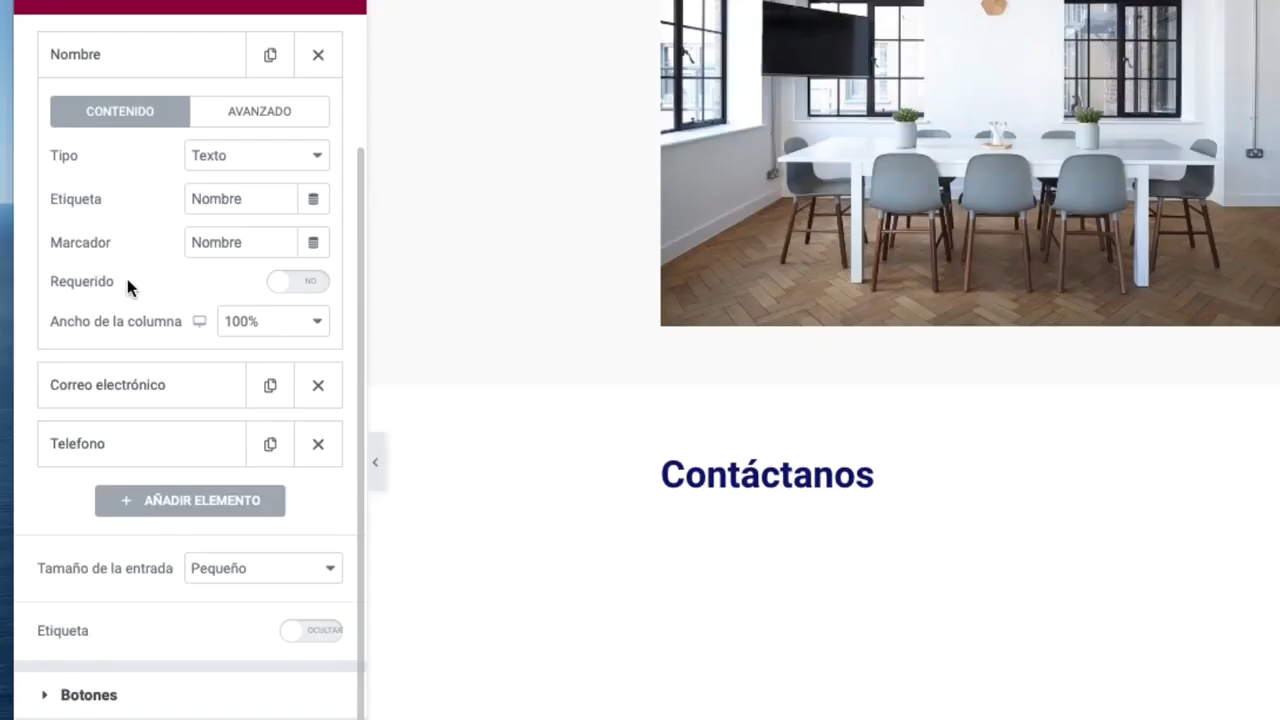 Nombre
CONTENIDO
AVANZADO
Tipo
Texto
Etiqueta
Nombre
Marcador
Nombre
Requerido
NO
Ancho de la columna
100%
Correo electrónico
Telefono
+ AÑADIR ELEMENTO
Tamaño de la entrada
Pequeño
Etiqueta
OCULTAR
Botones
Contáctanos